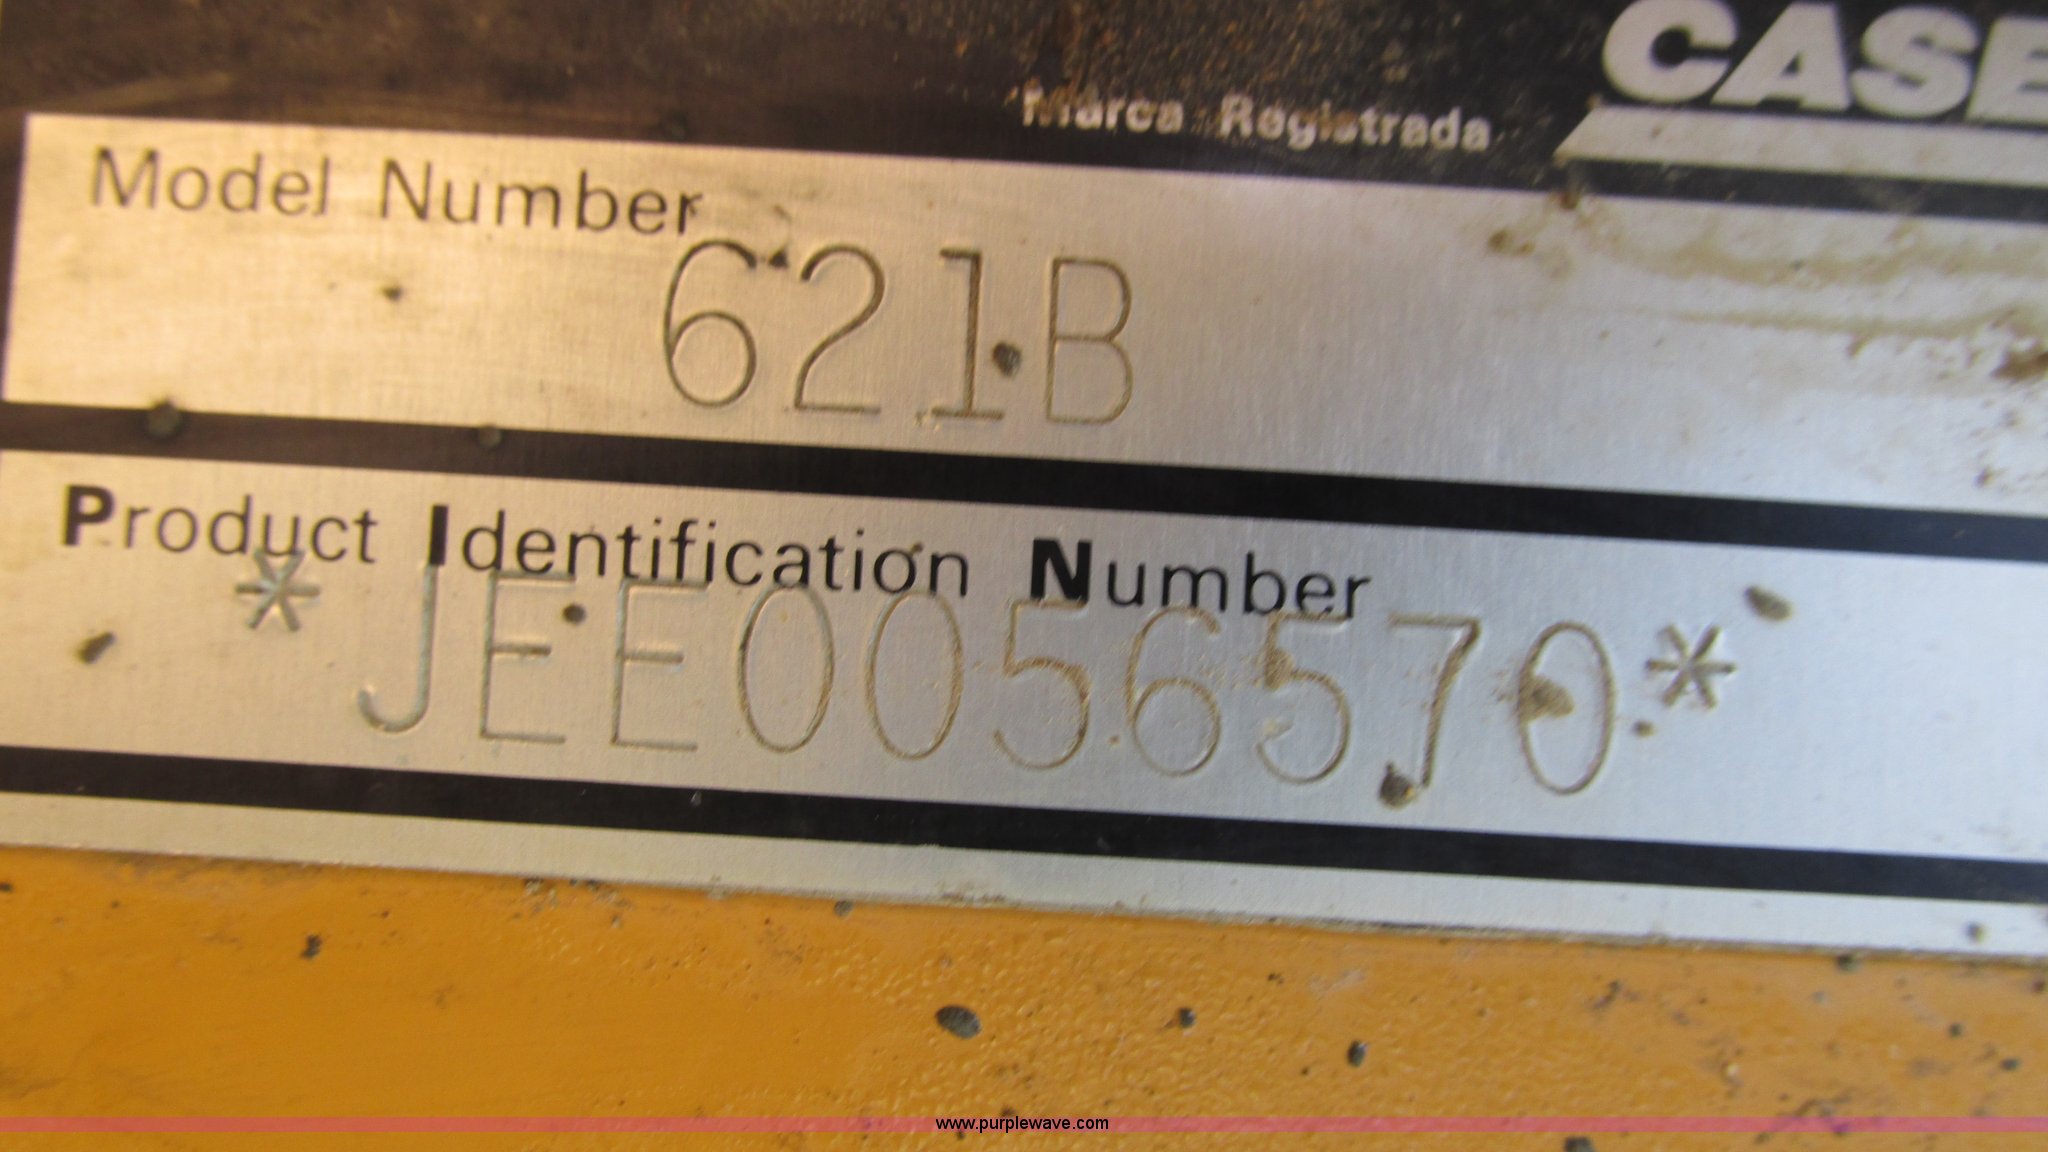 CASE
Marca Registrada
Model Number
621B
Product Identification Number
*JEE0056570*
www.purplewave.com